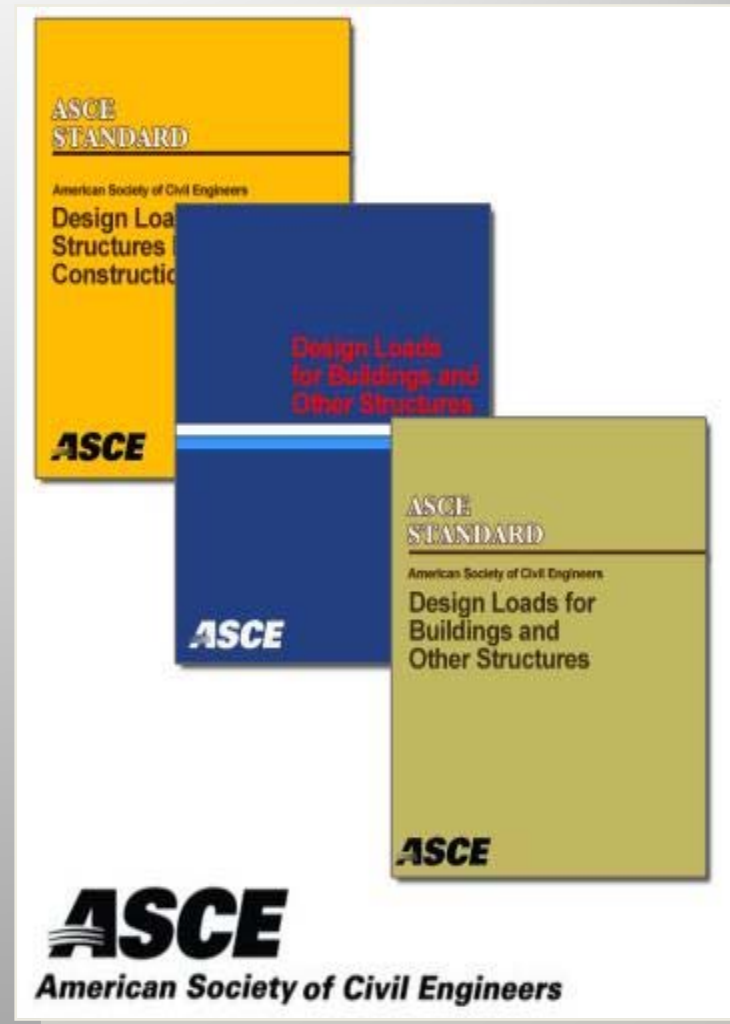 ASCE
STANDARD
American Society of Civil Engineers
Design Loa
Structures
Constructio
ASCE
Design Loads
for Buildings and
Other Structures
ASCE
ASCE
STANDARD
American Society of Civil Engineers
Design Loads for
Buildings and
Other Structures
ASCE
ASCE
American Society of Civil Engineers